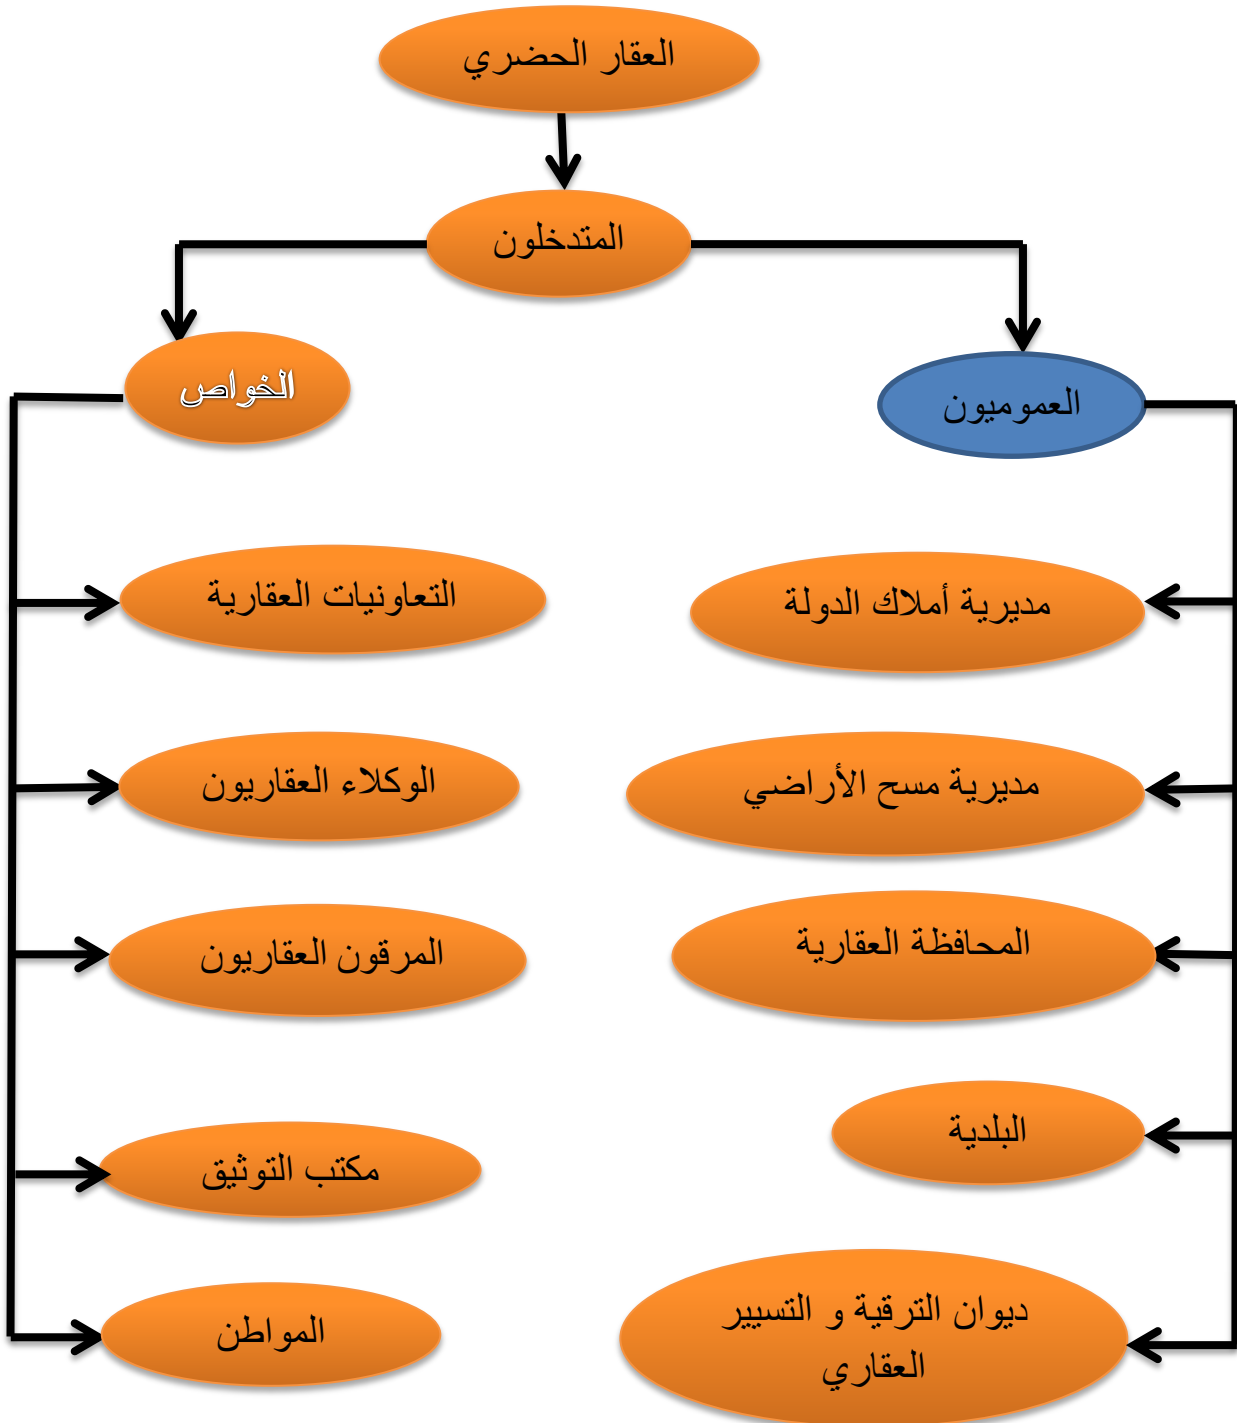 العقار الحضري
المتدخلون
العموميون
الخواص
مديرية أملاك الدولة
التعاونيات العقارية
مديرية مسح الأراضي
الوكلاء العقاريون
المحافظة العقارية
المرقون العقاريون
البلدية
مكتب التوثيق
ديوان الترقية و التسيير
العقاري
المواطن